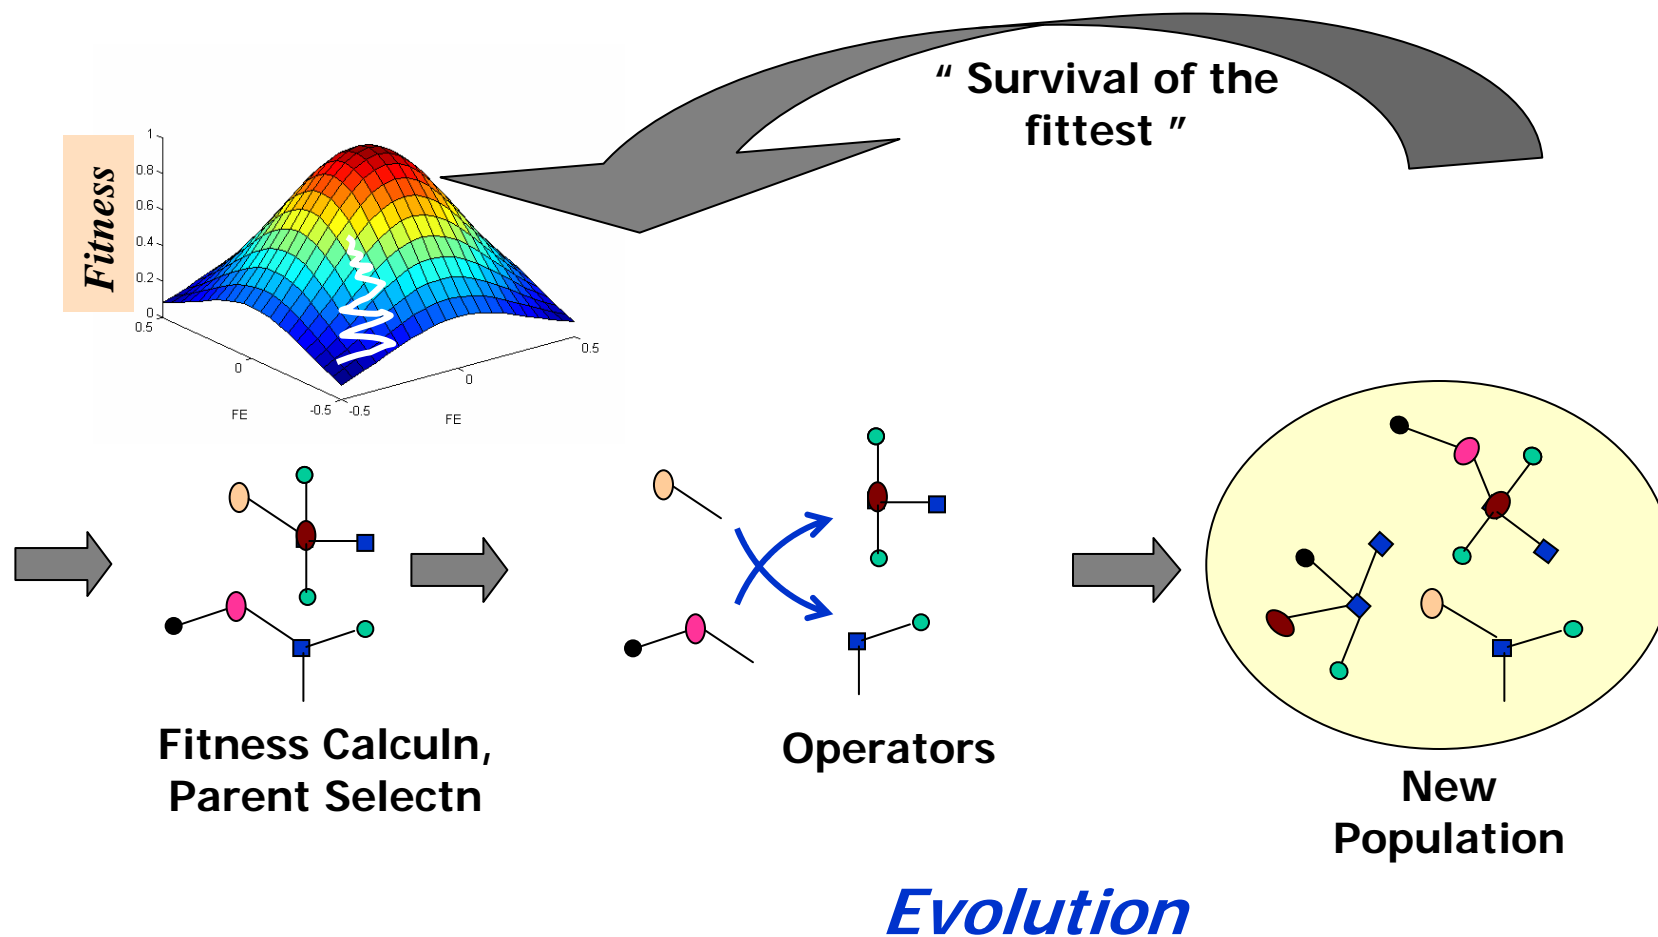 “ Survival of the
fittest ”
Fitness
1
0.8
0.6
0.4
0.2
0
0.5
0
-0.5
-0.5
0
0.5
FE
FE
Fitness Calculn,
Parent Selectn
Operators
New
Population
Evolution